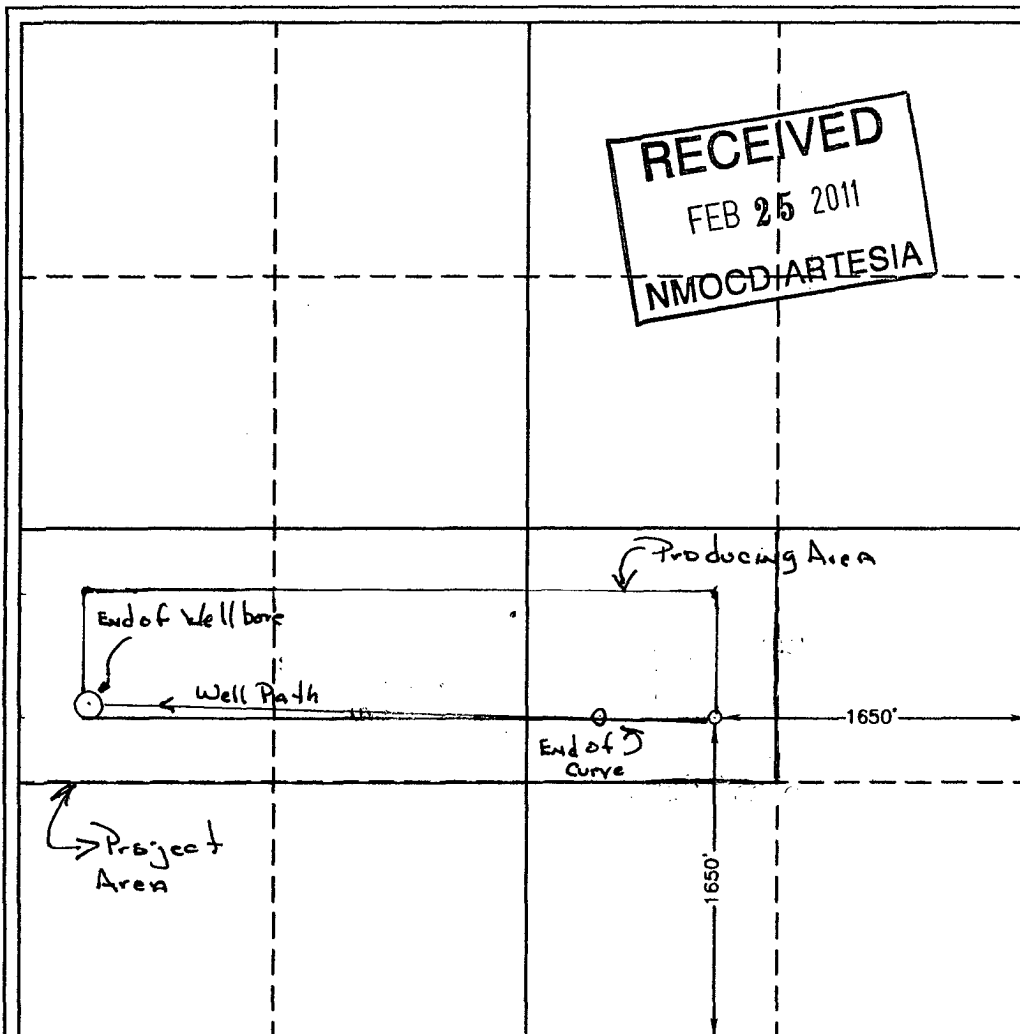 RECEIVED
FEB 25 2011
NMOCD ARTESIA
Producing Area
End of Wellbore
Well Path
1650'
End of
Curve
Project
Area
1650'